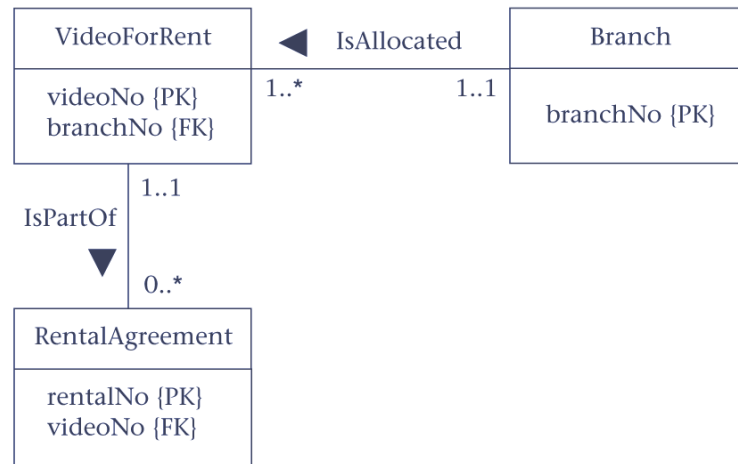 VideoForRent
IsAllocated
Branch
1..*
1..1
videoNo {PK}
branchNo {FK}
branchNo {PK}
1..1
IsPartOf
0..*
RentalAgreement
rentalNo {PK}
videoNo {FK}